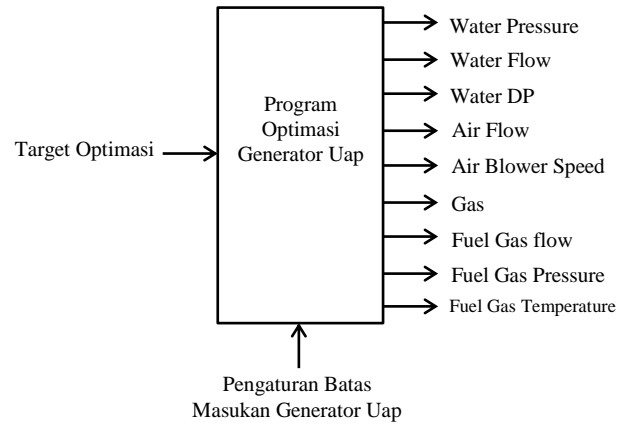 Target Optimasi
Program
Optimasi
Generator Uap
Water Pressure
Water Flow
Water DP
Air Flow
Air Blower Speed
Gas
Fuel Gas flow
Fuel Gas Pressure
Fuel Gas Temperature
Pengaturan Batas
Masukan Generator Uap